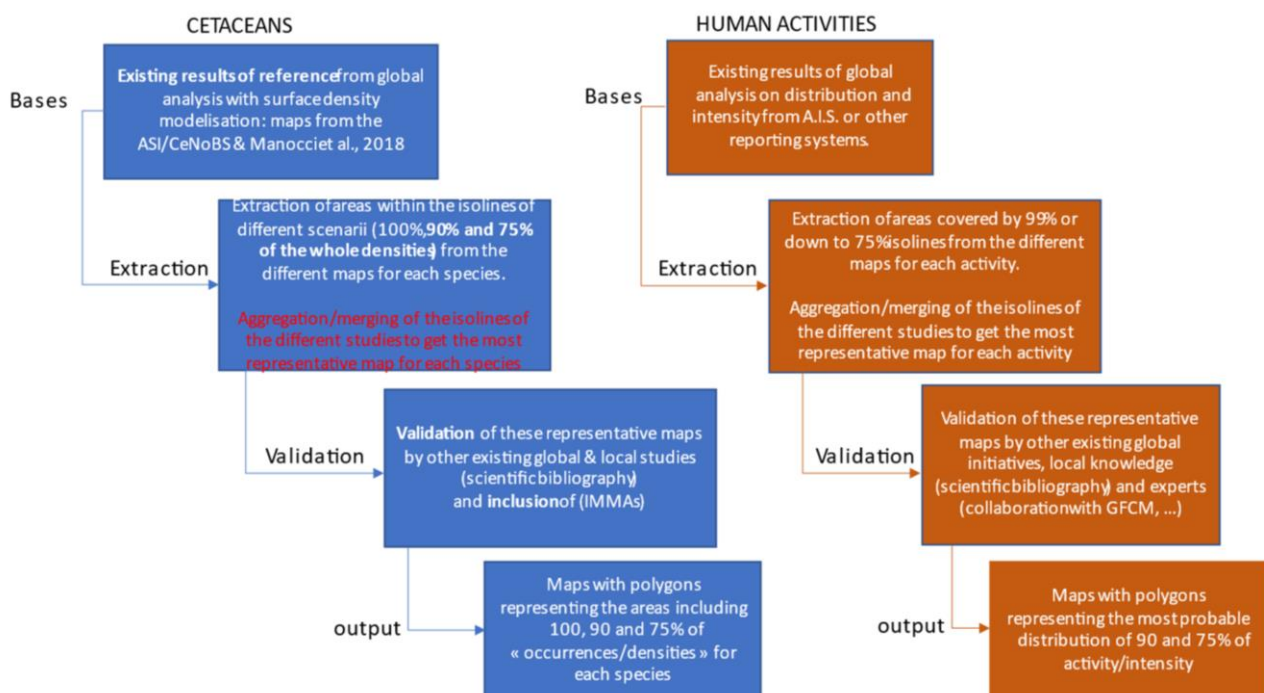 CETACEANS
Bases
Existing results of reference from global
analysis with surface density
modelisation: maps from the
ASI/CeNoBS & Manocci et al., 2018
Extraction
Extraction of areas within the isolines of
different scenarii (100%, 90% and 75%
of the whole densities) from the
different maps for each species.
Aggregation/merging of the isolines of
the different studies to get the most
representative map for each species
Validation
Validation of these representative maps
by other existing global & local studies
(scientific bibliography)
and inclusion of (IMMAs)
output
Maps with polygons
representing the areas including
100, 90 and 75% of
« occurrences/densities » for
each species
HUMAN ACTIVITIES
Bases
Existing results of global
analysis on distribution and
intensity from A.I.S. or other
reporting systems.
Extraction
Extraction of areas covered by 99% or
down to 75% isolines from the different
maps for each activity.
Aggregation/merging of the isolines of
the different studies to get the most
representative map for each activity
Validation
Validation of these representative
maps by other existing global
initiatives, local knowledge
(scientific bibliography) and experts
(collaboration with GFCM, ...)
output
Maps with polygons
representing the most probable
distribution of 90 and 75% of
activity/intensity